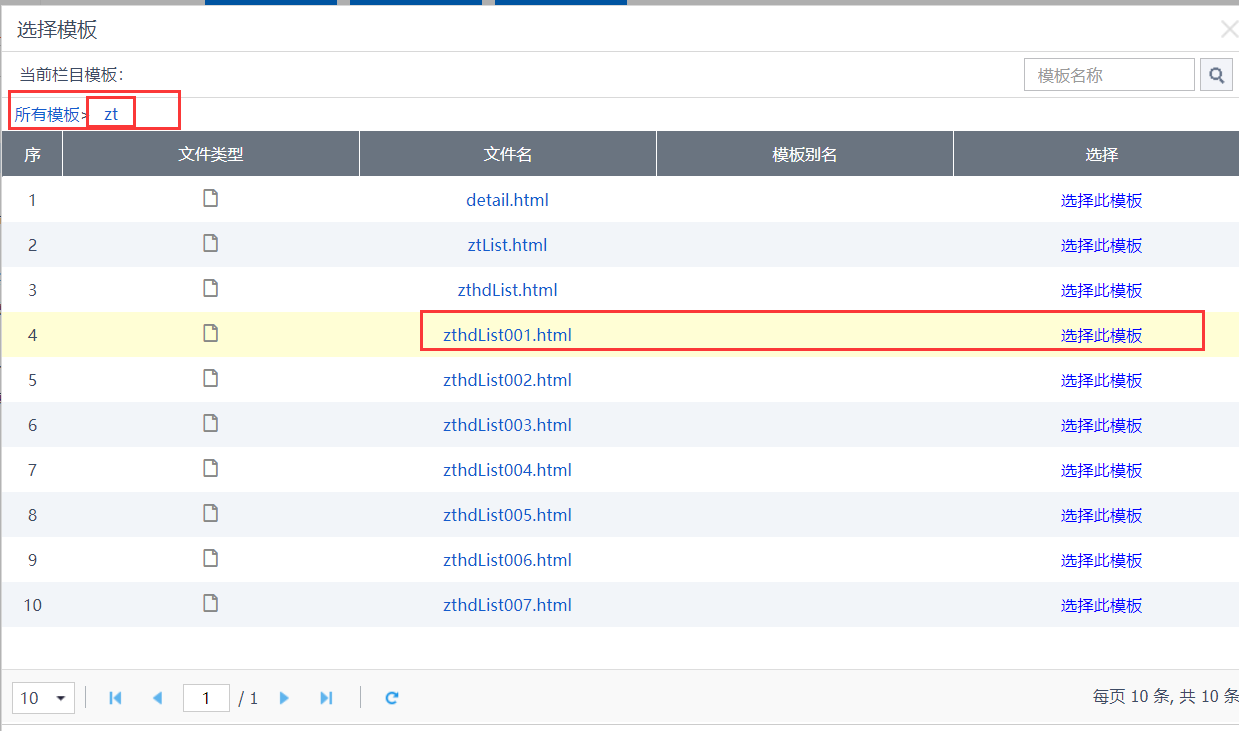 选择模板
当前栏目模板：
模板名称
所有模板> zt
序 文件类型 文件名 模板别名 选择
1 detail.html 选择此模板
2 ztList.html 选择此模板
3 zthdList.html 选择此模板
4 zthdList001.html 选择此模板
5 zthdList002.html 选择此模板
6 zthdList003.html 选择此模板
7 zthdList004.html 选择此模板
8 zthdList005.html 选择此模板
9 zthdList006.html 选择此模板
10 zthdList007.html 选择此模板
10 1 / 1 每页 10 条, 共 10 条